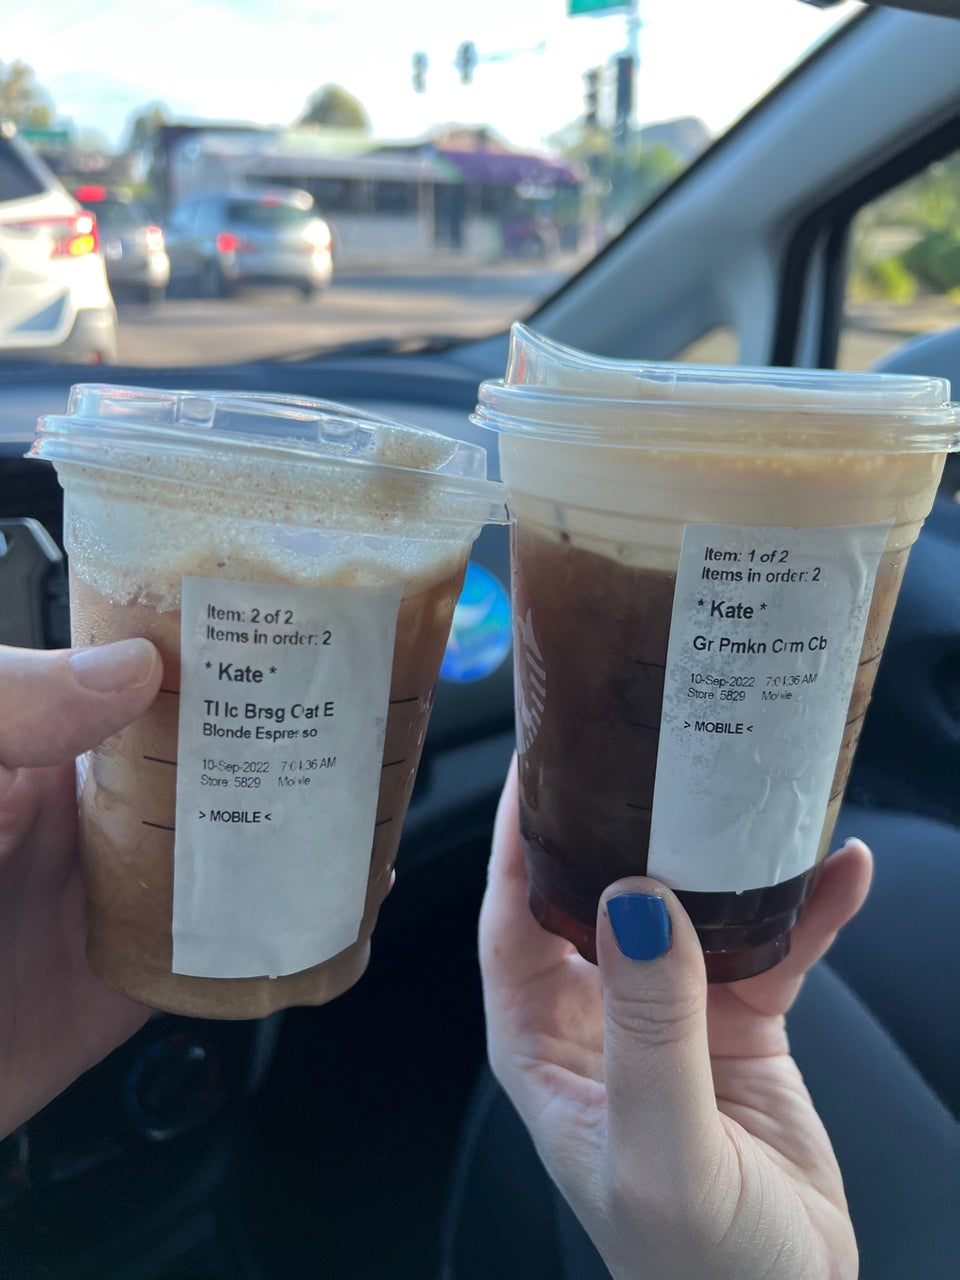 Item: 2 of 2
Items in order: 2
* Kate *
Tl Ic Brsg Oat E
Blonde Espresso
10-Sep-2022 7:01:36 AM
Store: 5829 Mobile
> MOBILE <
Item: 1 of 2
Items in order: 2
* Kate *
Gr Pmkn Crm Cb
10-Sep-2022 7:01:36 AM
Store: 5829 Mobile
> MOBILE <